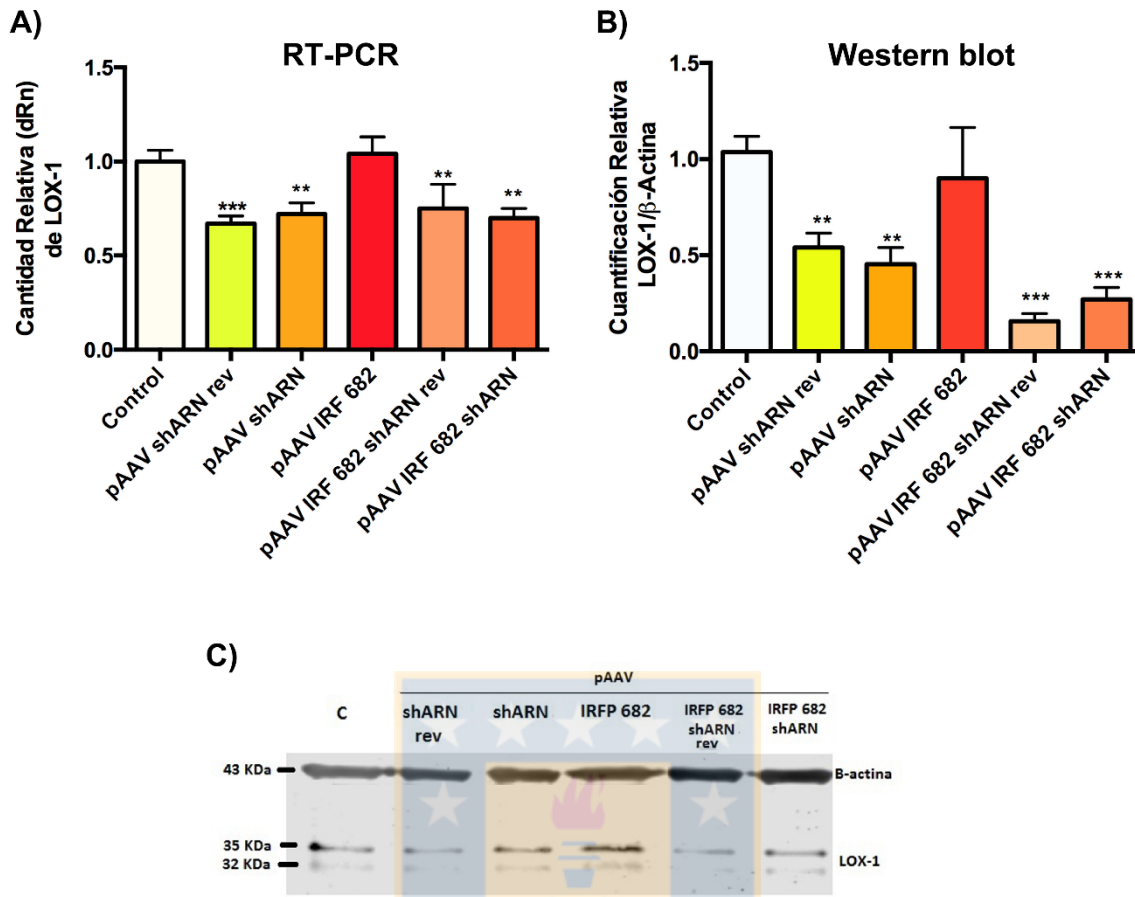 A)
RT-PCR
Cantidad Relativa (dRn)
de LOX-1
1.5
1.0
0.5
0.0
***
**
**
**
Control
pAAV shARN rev
pAAV shARN
pAAV IRF 682
pAAV IRF 682 shARN rev
pAAV IRF 682 shARN
B)
Western blot
Cuantificación Relativa
LOX-1/β-Actina
1.5
1.0
0.5
0.0
**
**
***
***
Control
pAAV shARN rev
pAAV shARN
pAAV IRF 682
pAAV IRF 682 shARN rev
pAAV IRF 682 shARN
C)
pAAV
C
shARN
rev
shARN
IRFP 682
IRFP 682
shARN
rev
IRFP 682
shARN
43 KDa
B-actina
35 KDa
32 KDa
LOX-1